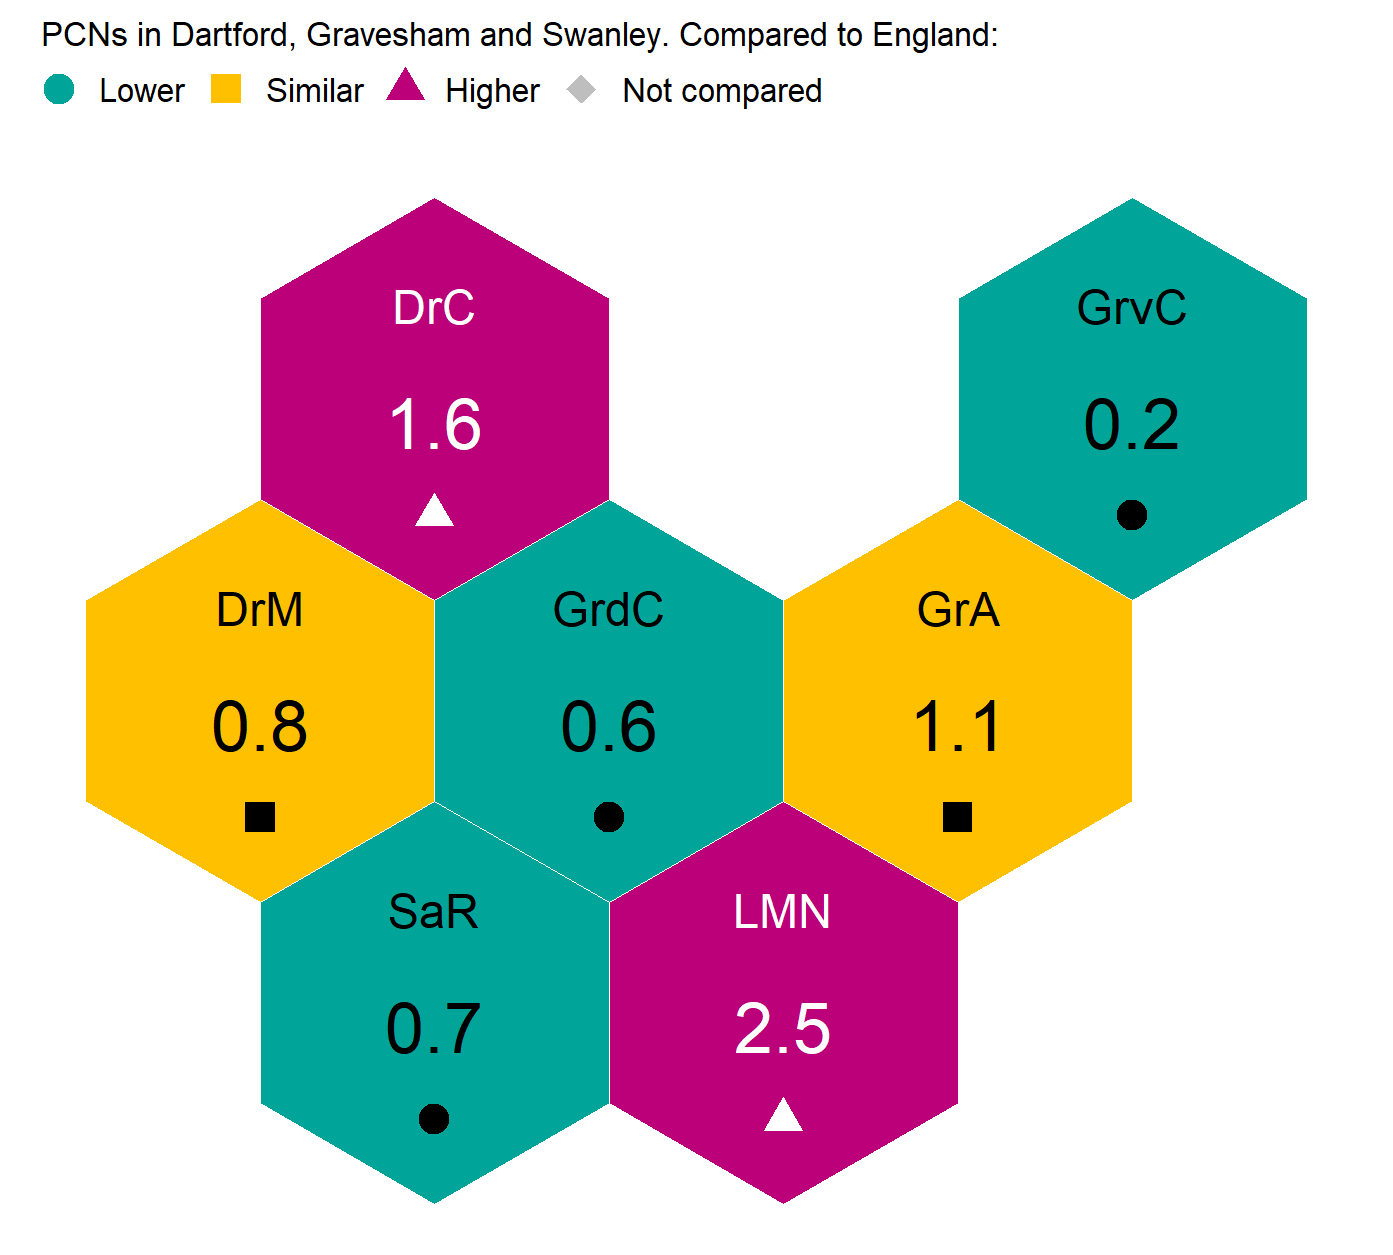 PCNs in Dartford, Gravesham and Swanley. Compared to England:
Lower Similar Higher Not compared
DrC
1.6
GrvC
0.2
DrM
0.8
GrdC
0.6
GrA
1.1
SaR
0.7
LMN
2.5